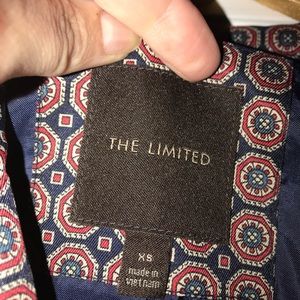 THE LIMITED
XS
made in
VIETNAM